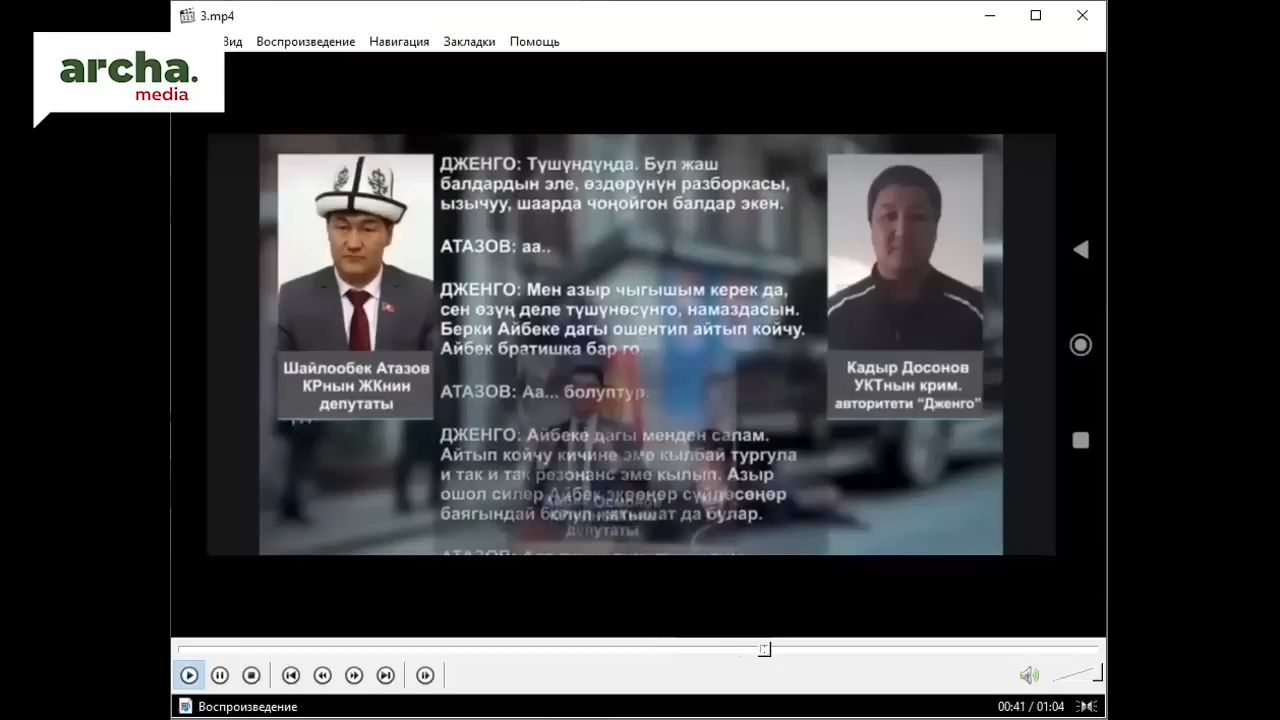 3.mp4
Вид Воспроизведение Навигация Закладки Помощь
archa.
media
ДЖЕНГО: Түшүндүңда. Бул жаш
балдардын эле, өздөрүнүн разборкасы,
ызычуу, шаарда чоңойгон балдар экен.
АТАЗОВ: аа..
ДЖЕНГО: Мен азыр чыгышым керек да,
сен өзүң деле түшүнөсүнго, намаздасын.
Берки Айбеке дагы ошентип айтып койчу.
Айбек братишка бар го.
АТАЗОВ: Аа... болуптур.
ДЖЕНГО: Айбеке дагы менден салам.
Айтып койчу кичине эме кылбай тургула
и так и так резонанс эме кылып. Азыр
ошол силер Айбек экөөңөр сүйлөсөңөр
баягындай болуп жатышат да булар.
Шайлообек Атазов
КРнын ЖКнин
депутаты
Кадыр Досонов
УКТнын крим.
авторитети “Дженго”
депутаты
Воспроизведение
00:41 / 01:04